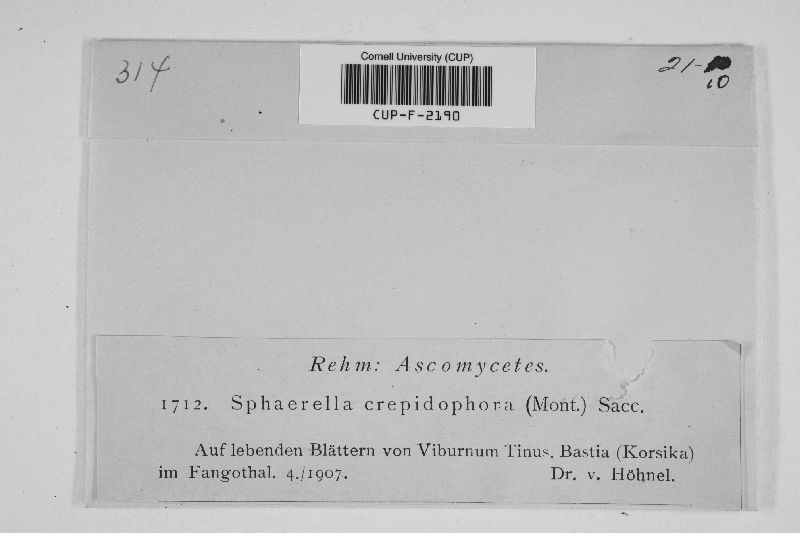 314
Cornell University (CUP)
CUP-F-2190
21-
10
Rehm: Ascomycetes.
1712. Sphaerella crepidophora (Mont.) Sacc.
Auf lebenden Blättern von Viburnum Tinus. Bastia (Korsika)
im Fangothal. 4./1907. Dr. v. Höhnel.